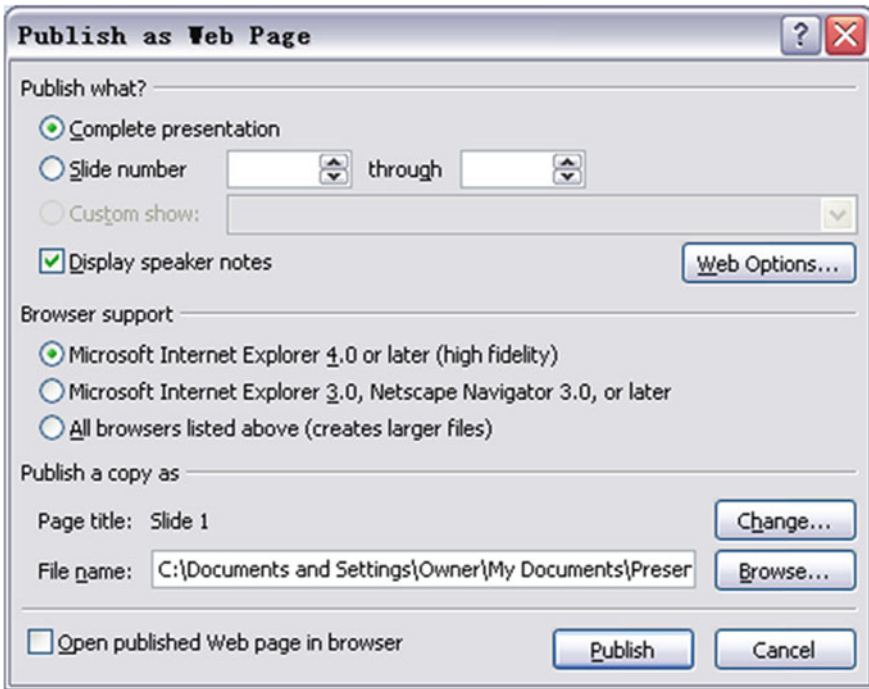 Publish as Web Page
Publish what?
Complete presentation
Slide number through
Custom show:
Display speaker notes Web Options...
Browser support
Microsoft Internet Explorer 4.0 or later (high fidelity)
Microsoft Internet Explorer 3.0, Netscape Navigator 3.0, or later
All browsers listed above (creates larger files)
Publish a copy as
Page title: Slide 1 Change...
File name: C:\Documents and Settings\Owner\My Documents\Preser Browse...
Open published Web page in browser Publish Cancel